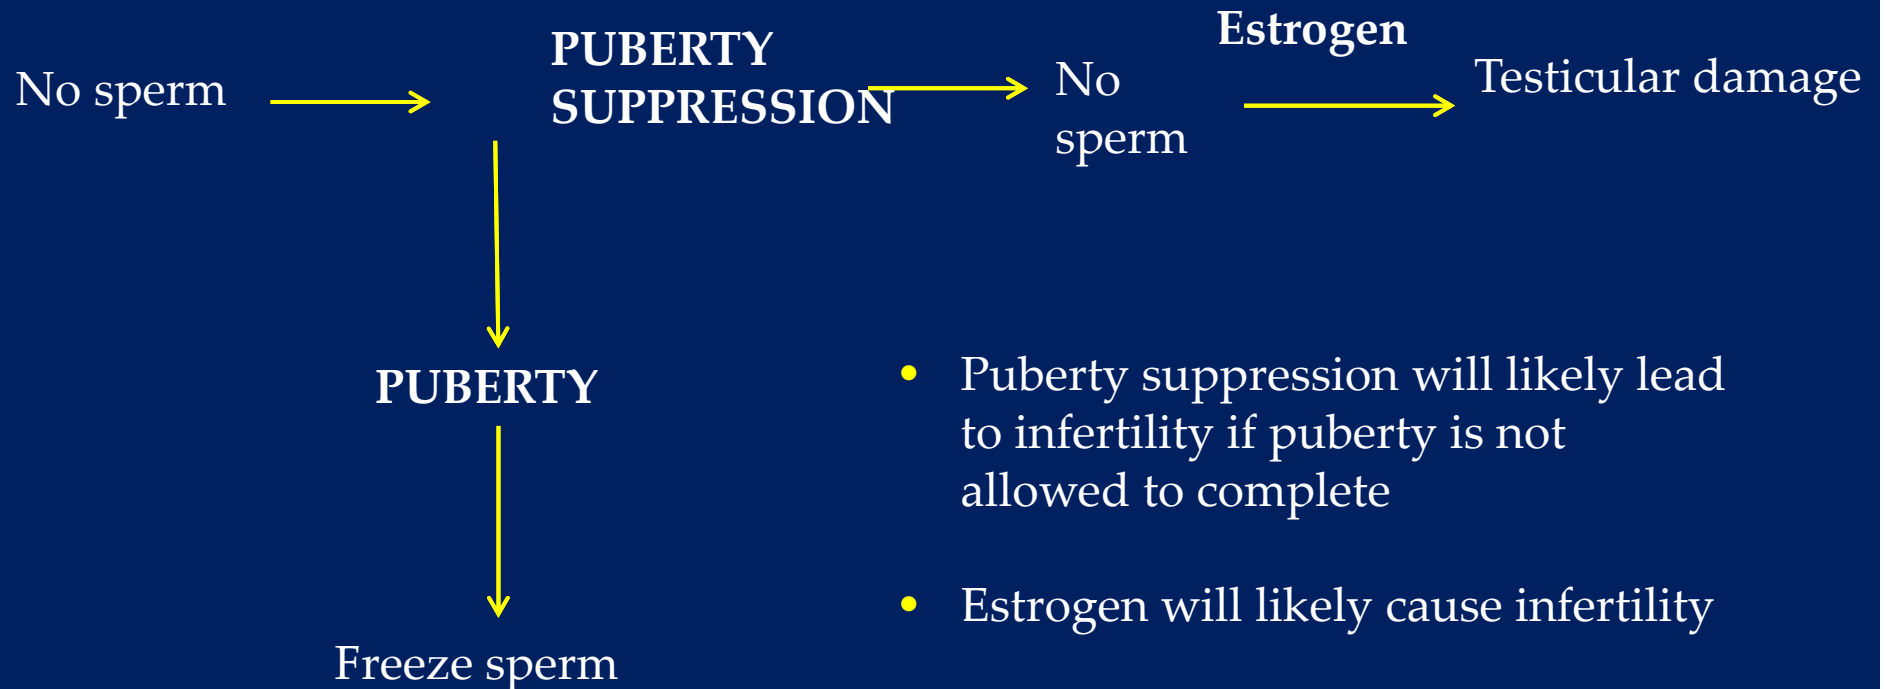 No sperm
PUBERTY
SUPPRESSION
No
sperm
Estrogen
Testicular damage
PUBERTY
Freeze sperm
• Puberty suppression will likely lead
to infertility if puberty is not
allowed to complete
• Estrogen will likely cause infertility